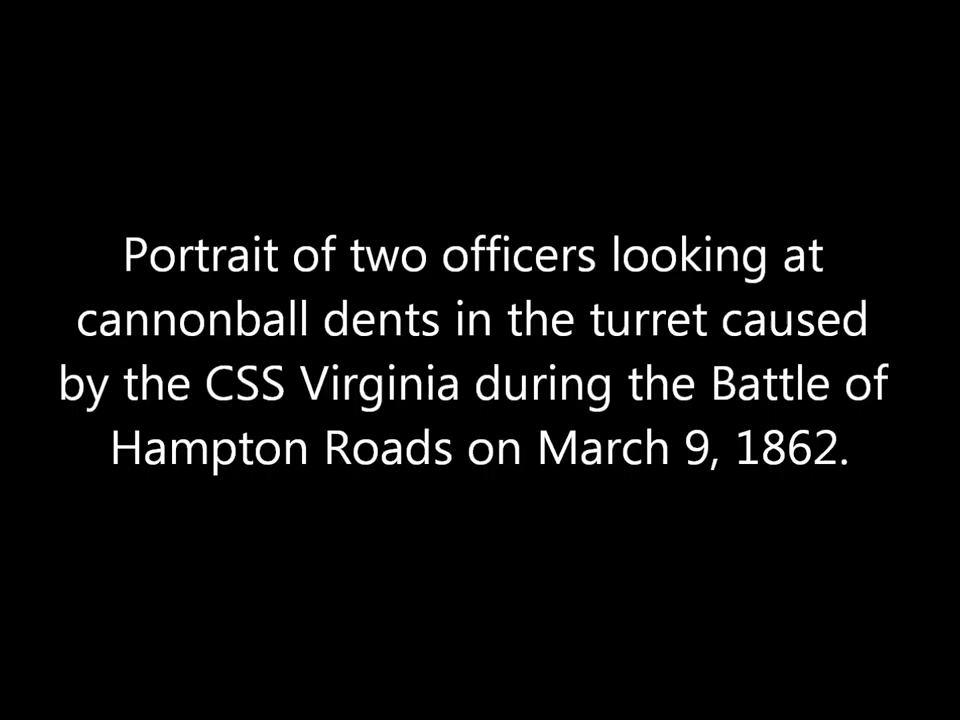 Portrait of two officers looking at
cannonball dents in the turret caused
by the CSS Virginia during the Battle of
Hampton Roads on March 9, 1862.